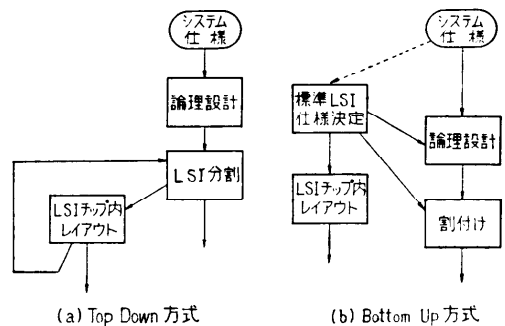 システム
仕様
論理設計
LSI分割
LSIチップ内
レイアウト
(a) Top Down 方式
システム
仕様
標準LSI
仕様決定
論理設計
LSIチップ内
レイアウト
割付け
(b) Bottom Up 方式